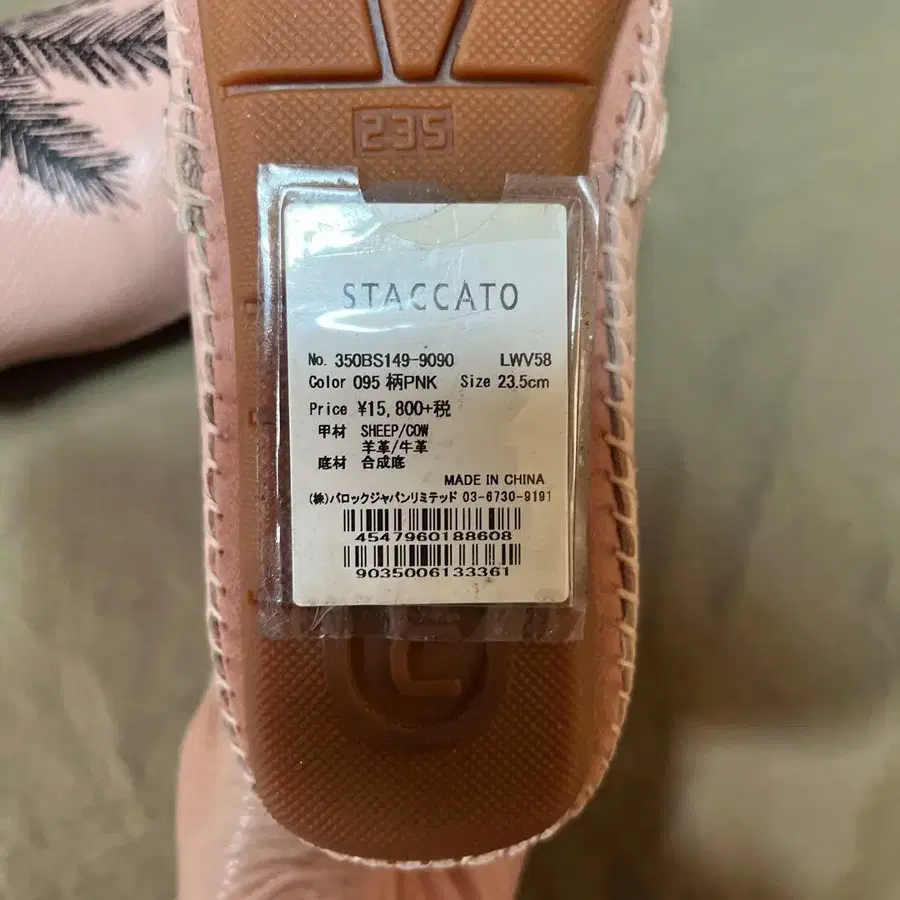 235
STACCATO
No. 350BS149-9090 LWV58
Color 095 柄PNK Size 23.5cm
Price ¥15,800+税
甲材 SHEEP/COW
羊革/牛革
底材 合成底
MADE IN CHINA
(株)バロックジャパンリミテッド 03-6730-9191
4547960188608
9035006133361